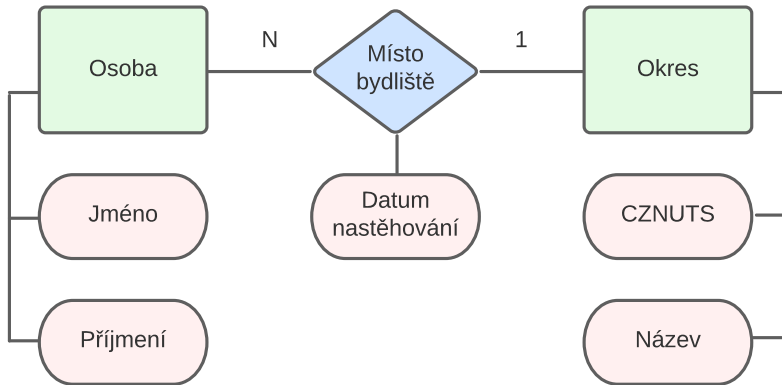 N
1
Osoba
Místo
bydliště
Okres
Jméno
Datum
nastěhování
CZNUTS
Příjmení
Název